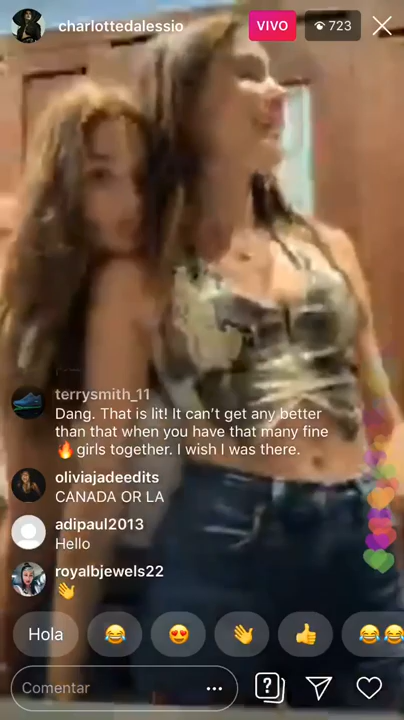 charlottedalessio VIVO 723
terrysmith_11
Dang. That is lit! It can't get any better
than that when you have that many fine
🔥girls together. I wish I was there.
oliviajadeedits
CANADA OR LA
adipaul2013
Hello
royalbjewels22
👋
Hola 😂 😍 👋 👍 😂😂
Comentar